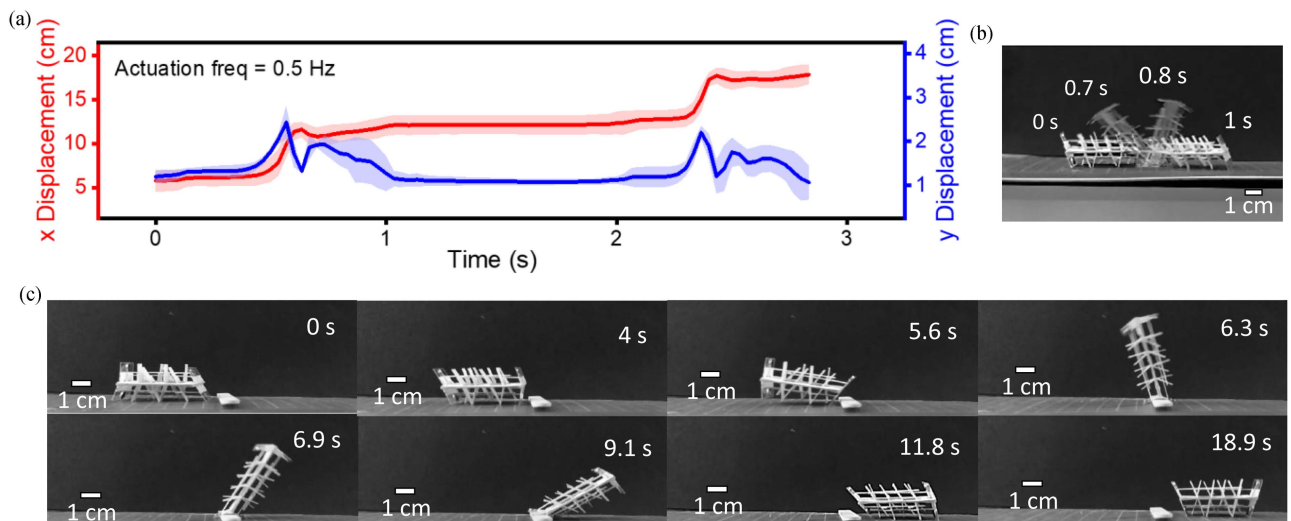 (a)
x Displacement (cm)
20
15
10
5
Actuation freq = 0.5 Hz
4
3
2
1
y Displacement (cm)
0
1
2
3
Time (s)
(b)
0 s
0.7 s
0.8 s
1 s
1 cm
(c)
0 s
1 cm
4 s
1 cm
5.6 s
1 cm
6.3 s
1 cm
6.9 s
1 cm
9.1 s
1 cm
11.8 s
1 cm
18.9 s
1 cm